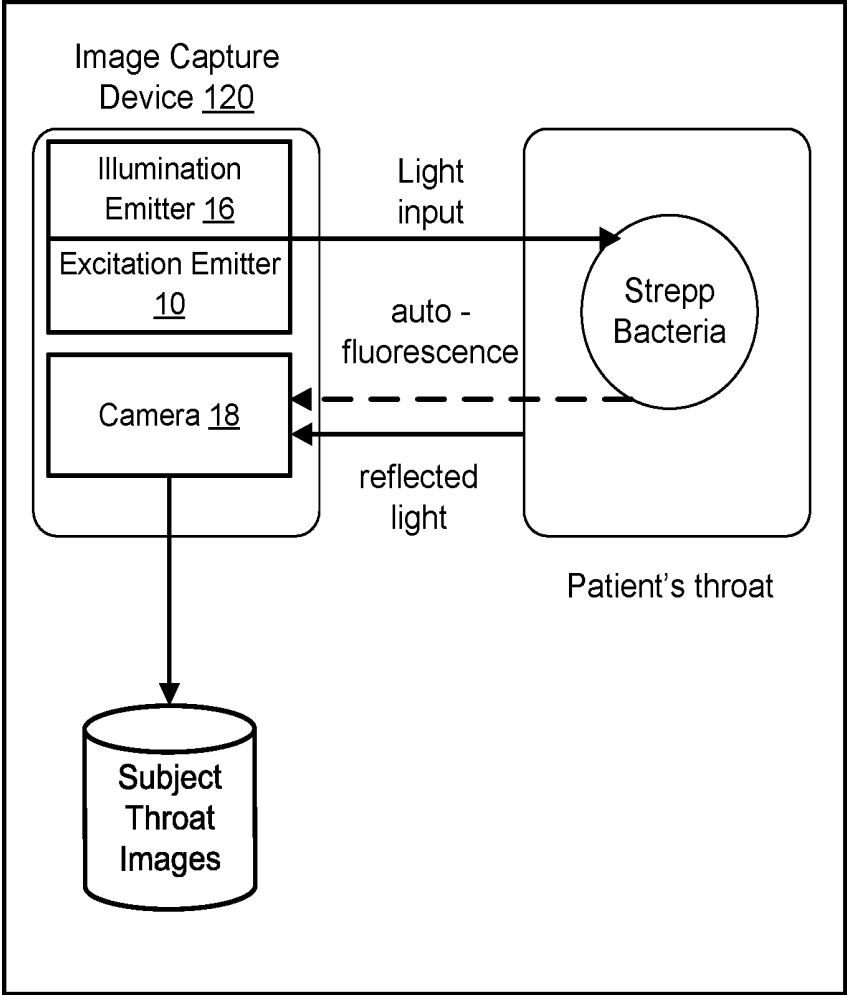 Image Capture
Device 120
Illumination
Emitter 16
Excitation Emitter
10
Camera 18
Light
input
auto -
fluorescence
reflected
light
Strepp
Bacteria
Patient's throat
Subject
Throat
Images